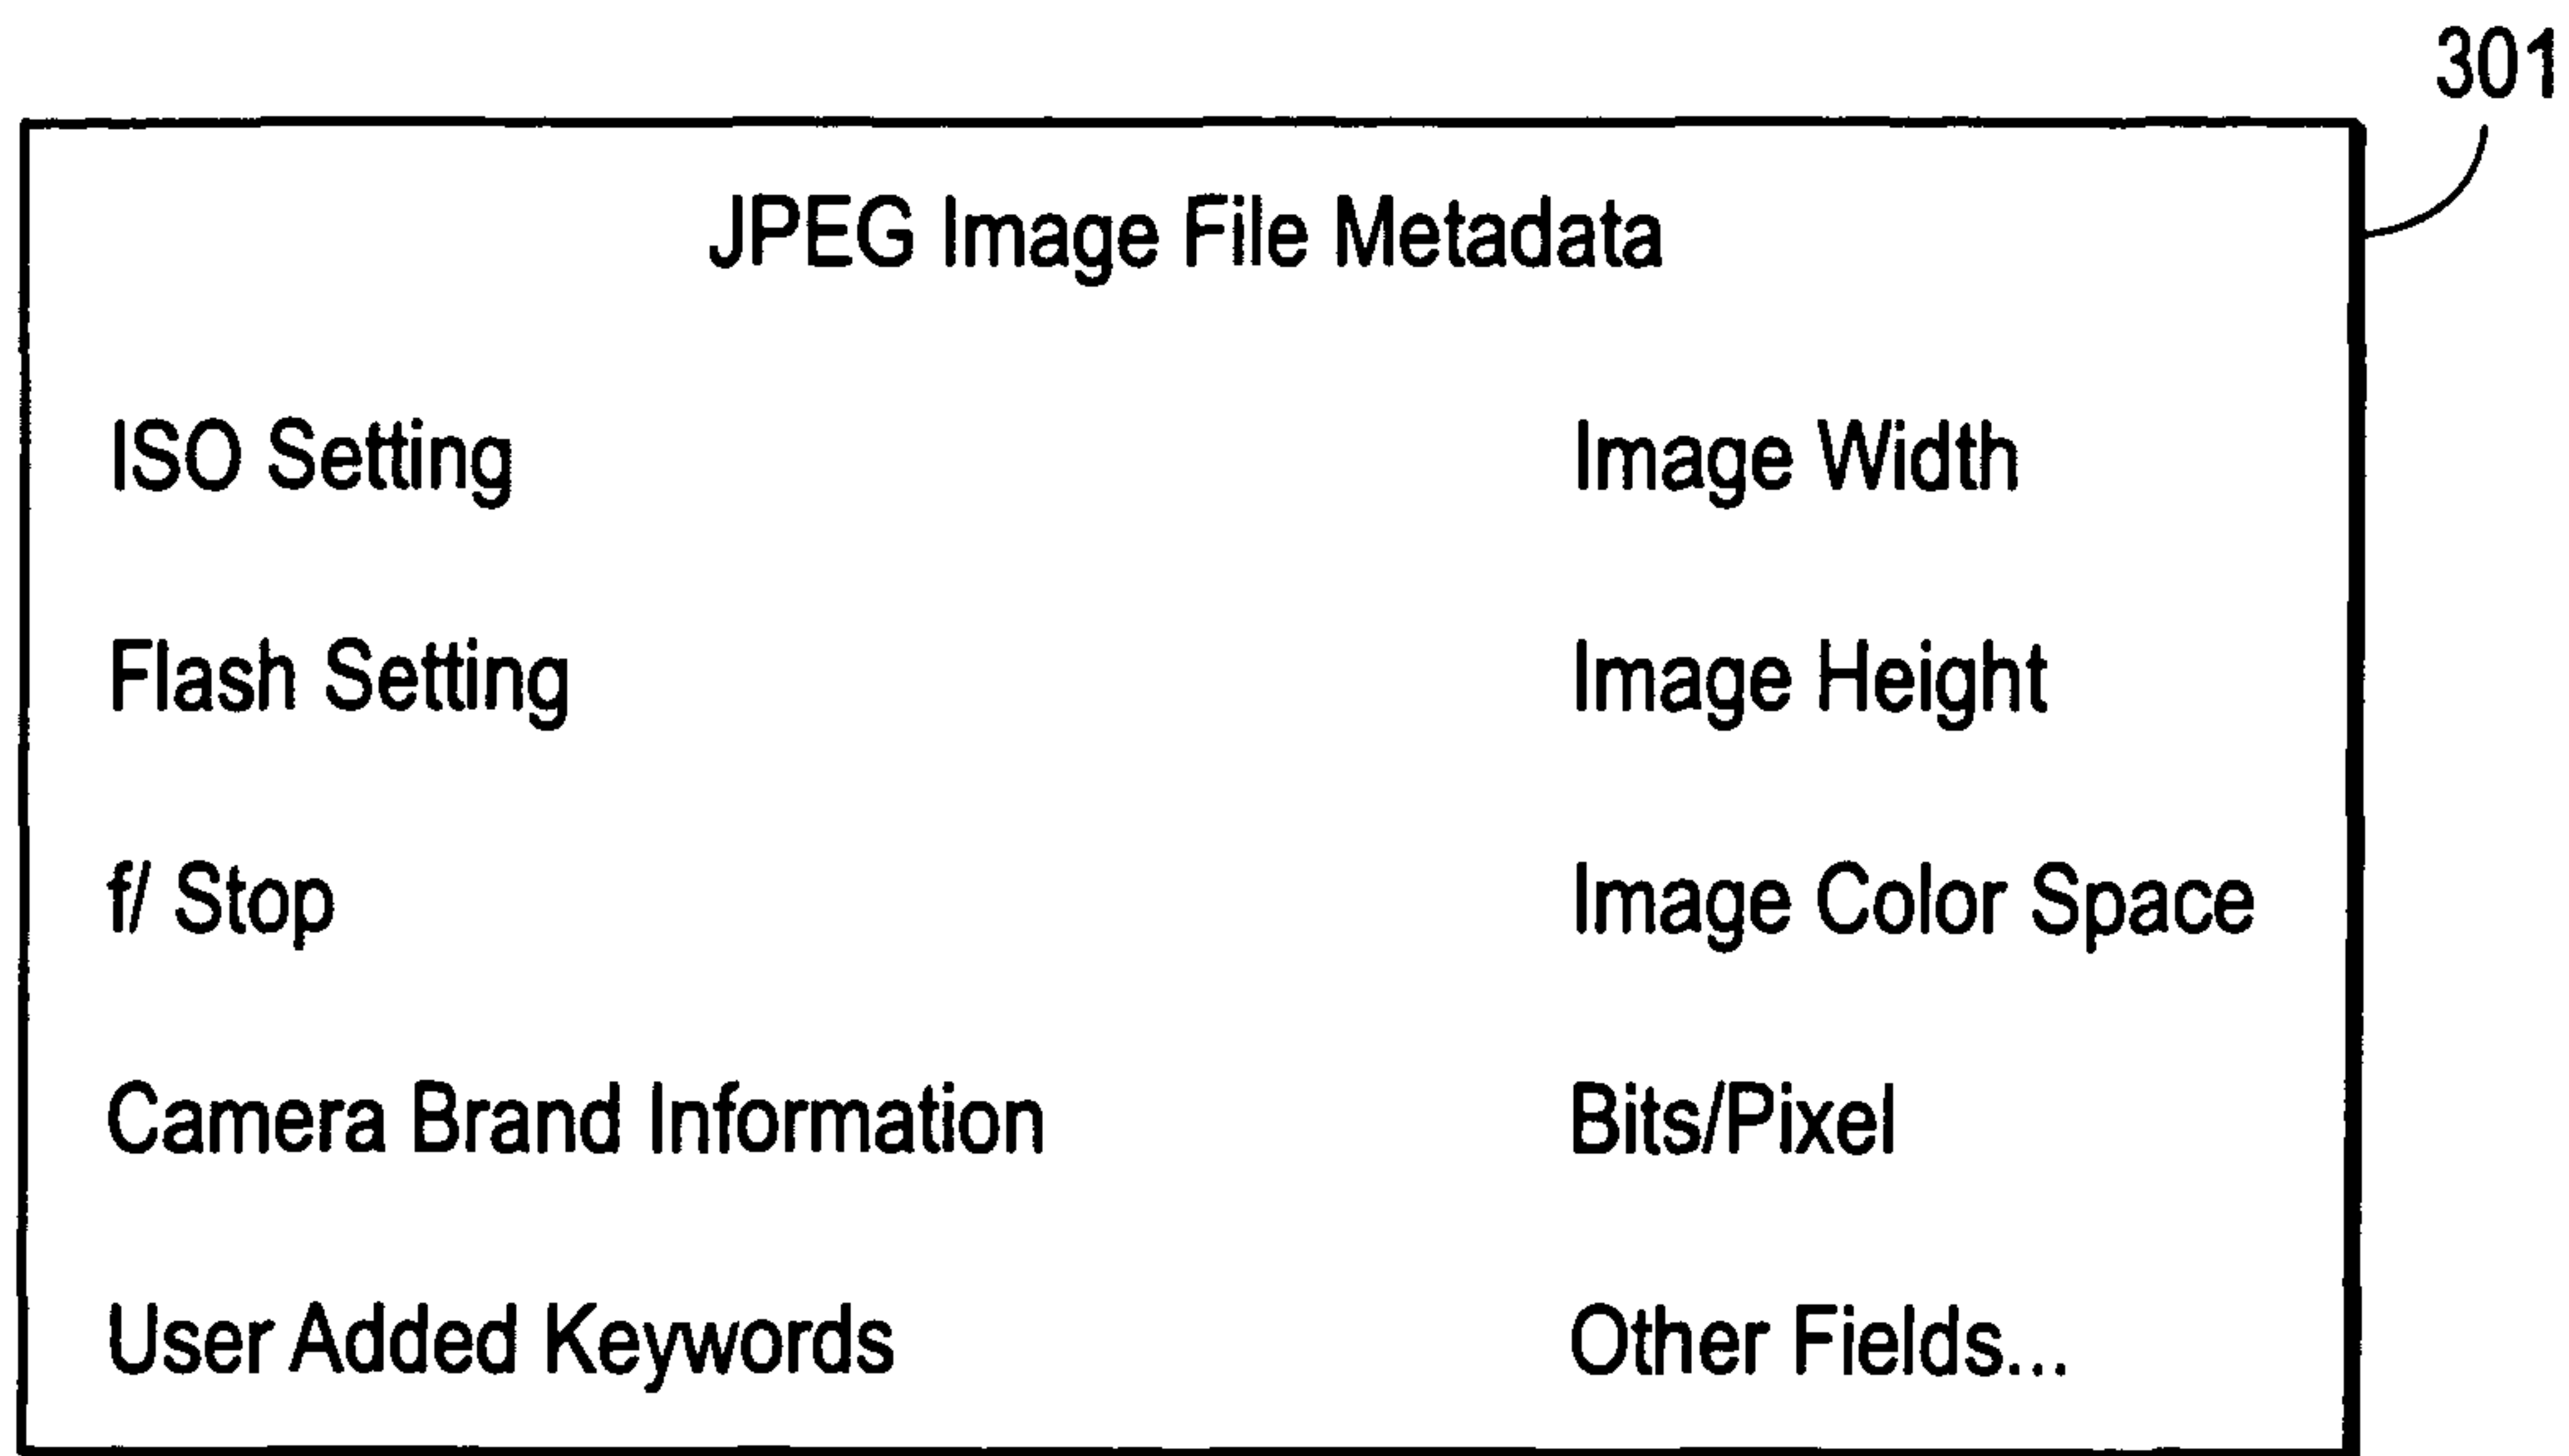 301
JPEG Image File Metadata
ISO Setting
Image Width
Flash Setting
Image Height
f/ Stop
Image Color Space
Camera Brand Information
Bits/Pixel
User Added Keywords
Other Fields...